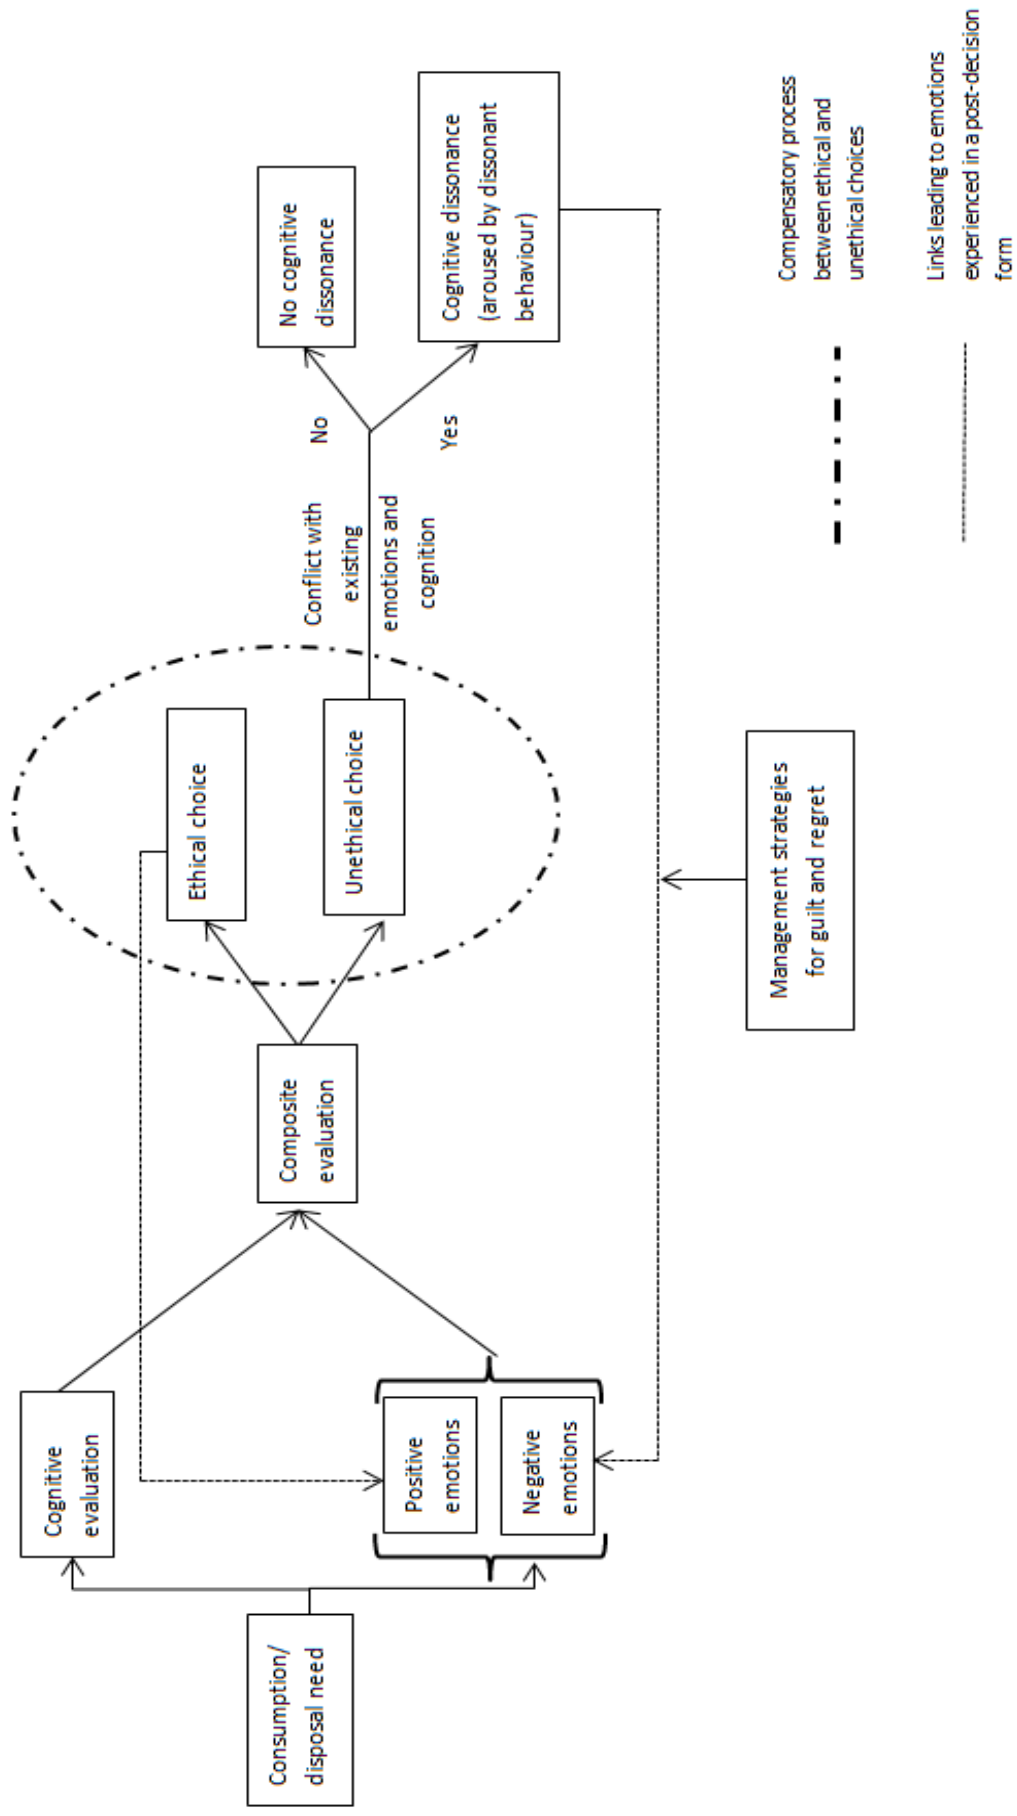 Consumption/
disposal need
Cognitive
evaluation
Positive
emotions
Negative
emotions
Composite
evaluation
Ethical choice
Unethical choice
Conflict with
existing
emotions and
cognition
No
Yes
No cognitive
dissonance
Cognitive dissonance
(aroused by dissonant
behaviour)
Management strategies
for guilt and regret
Compensatory process
between ethical and
unethical choices
Links leading to emotions
experienced in a post-decision
form